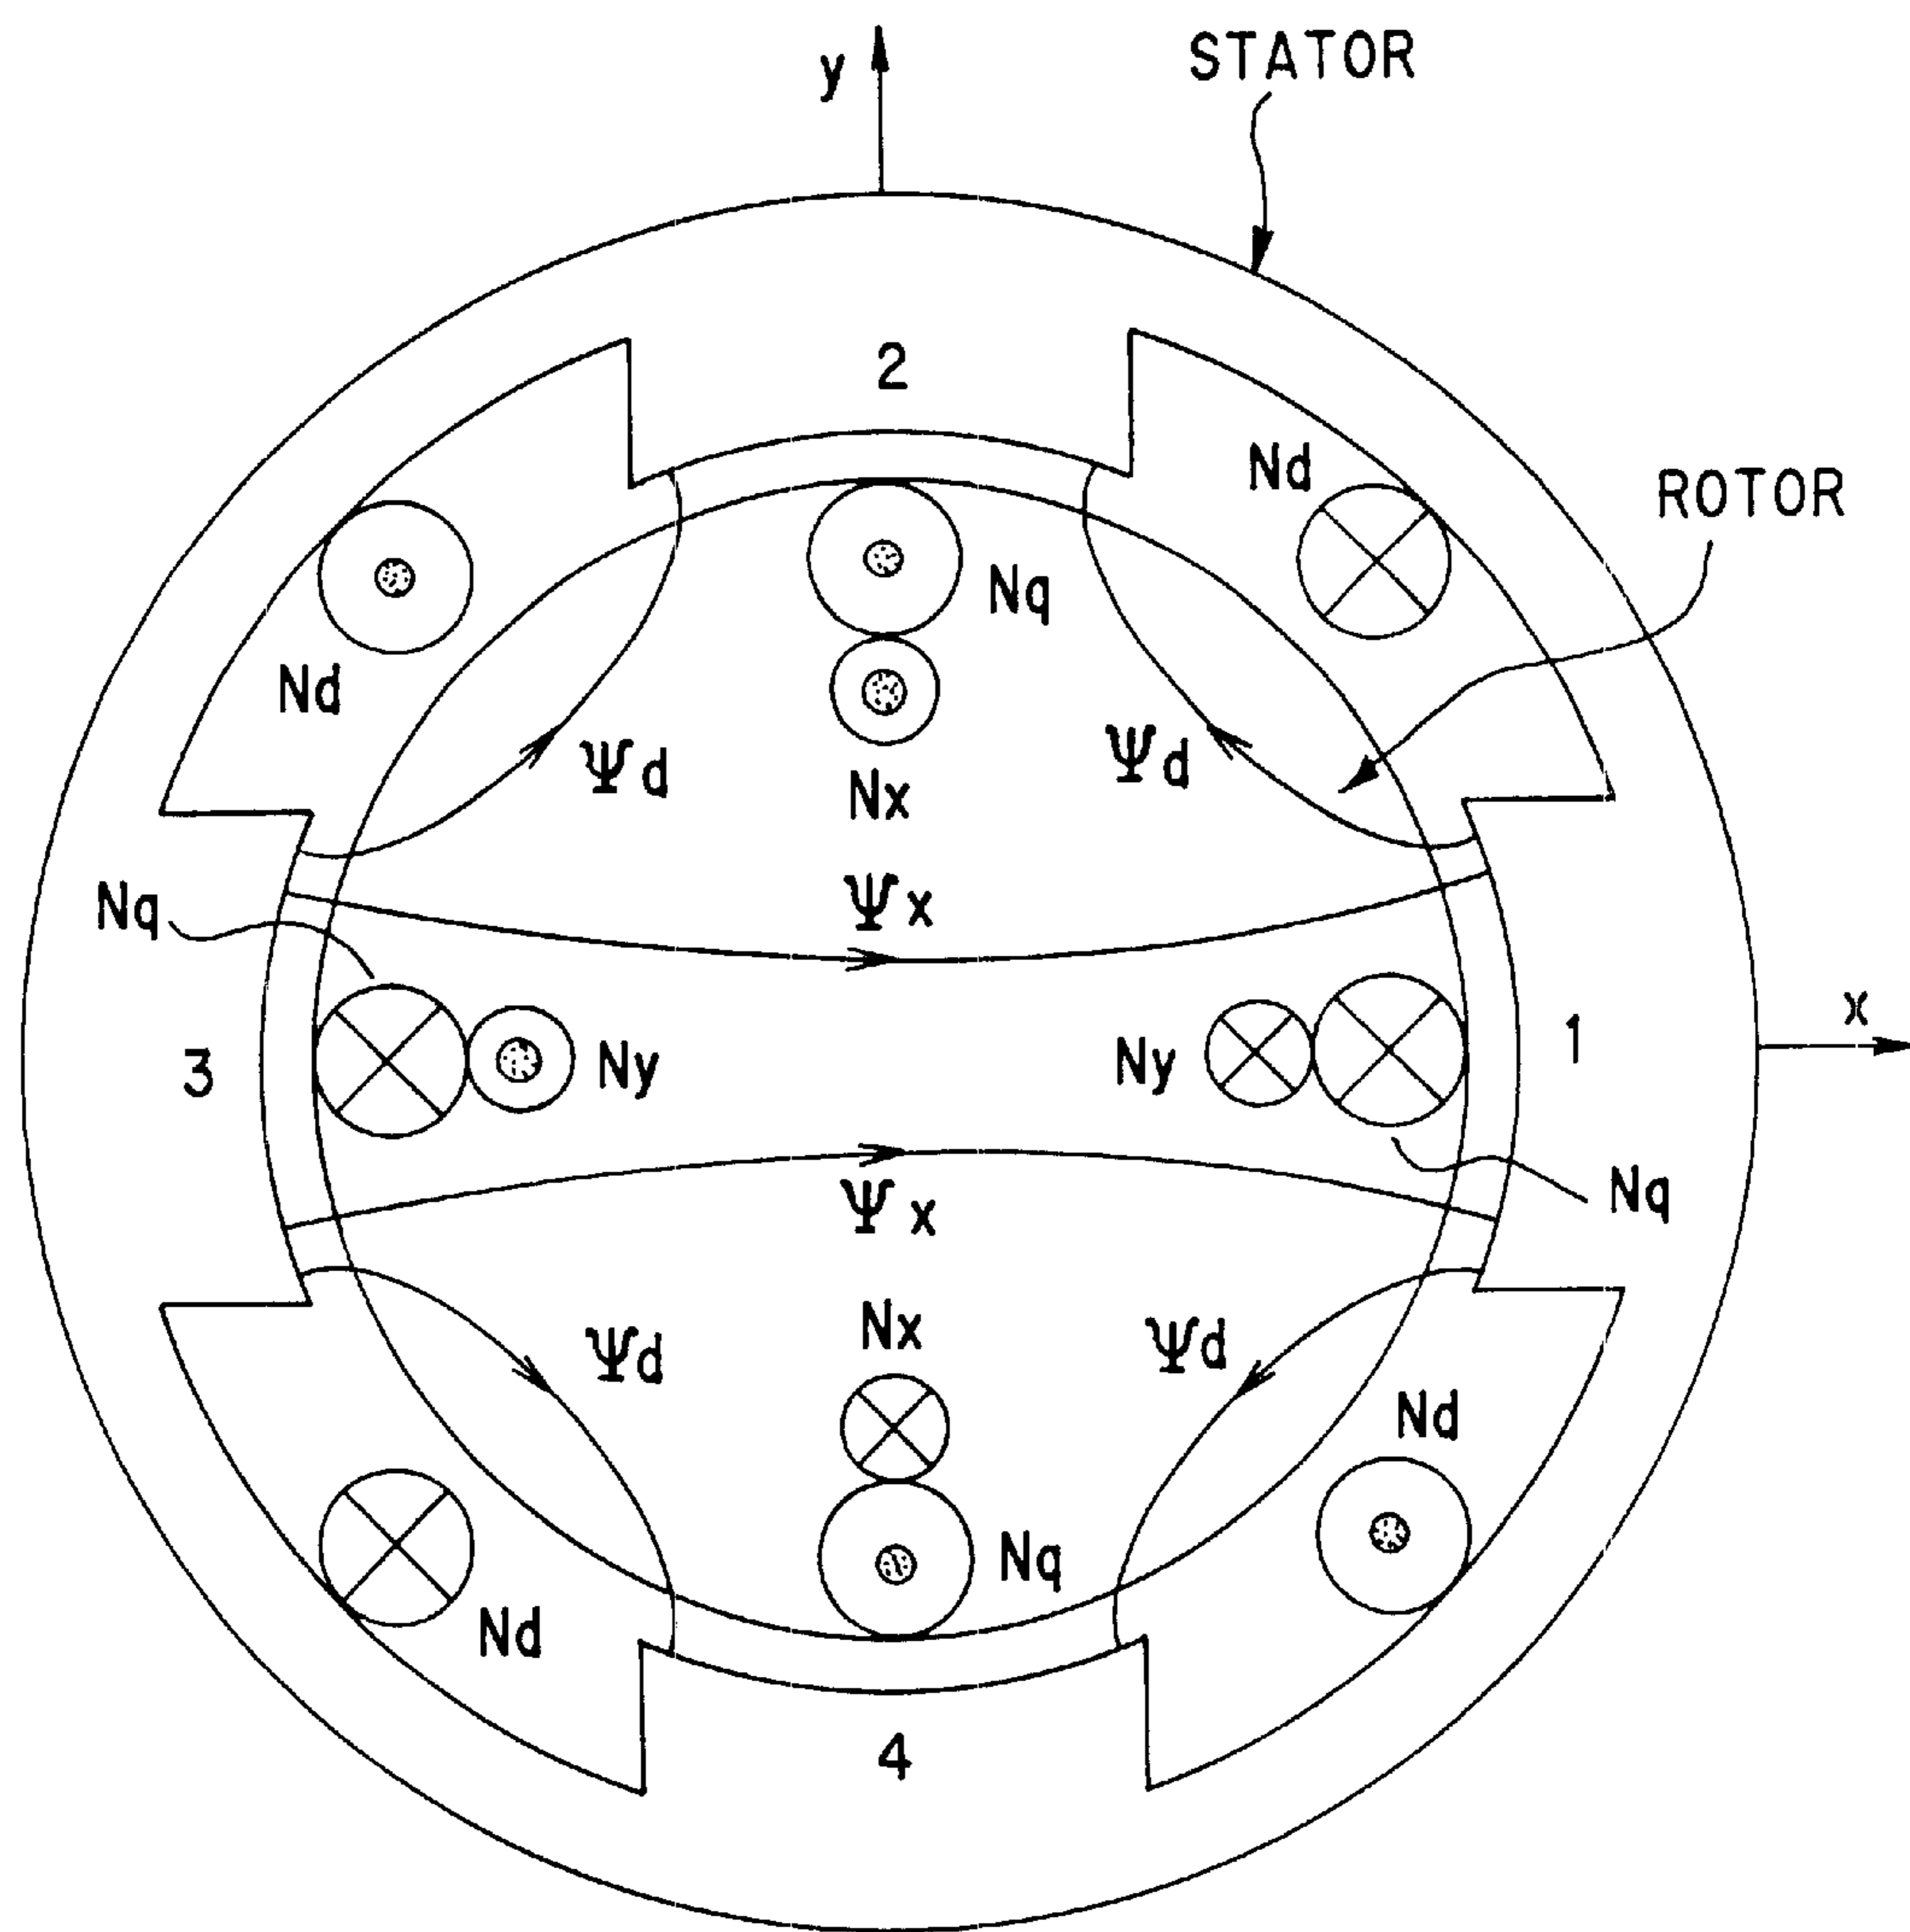 STATOR
y
2
Nd
ROTOR
Nq
Nd
Ψd
Ψd
Nx
Nq
Ψx
x
3
Ny
Ny
1
Ψx
Nq
Nx
Ψd
Ψd
Nd
Nq
Nd
4